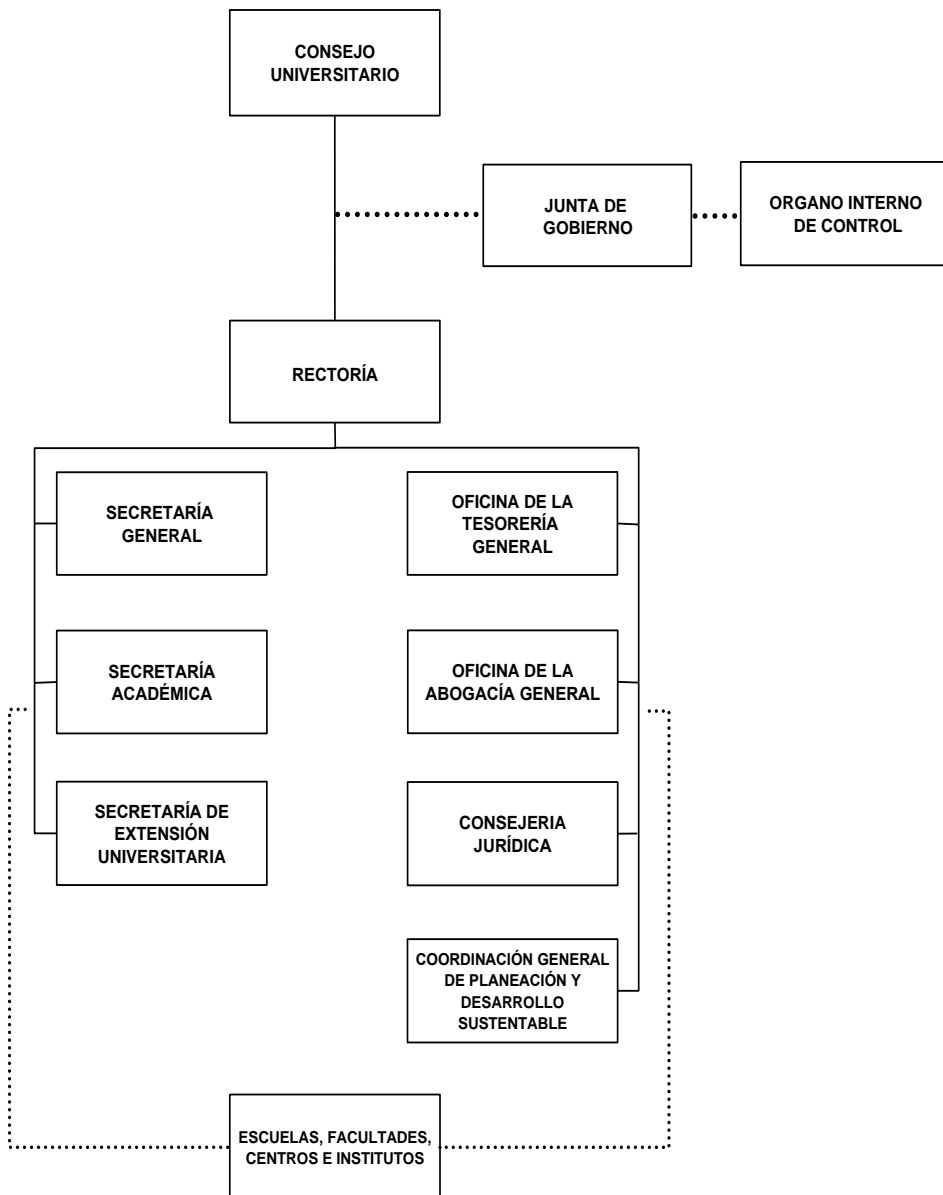 CONSEJO
UNIVERSITARIO
JUNTA DE
GOBIERNO
ORGANO INTERNO
DE CONTROL
RECTORÍA
SECRETARÍA
GENERAL
OFICINA DE LA
TESORERÍA
GENERAL
SECRETARÍA
ACADÉMICA
OFICINA DE LA
ABOGACÍA GENERAL
SECRETARÍA DE
EXTENSIÓN
UNIVERSITARIA
CONSEJERIA
JURÍDICA
COORDINACIÓN GENERAL
DE PLANEACIÓN Y
DESARROLLO
SUSTENTABLE
ESCUELAS, FACULTADES,
CENTROS E INSTITUTOS